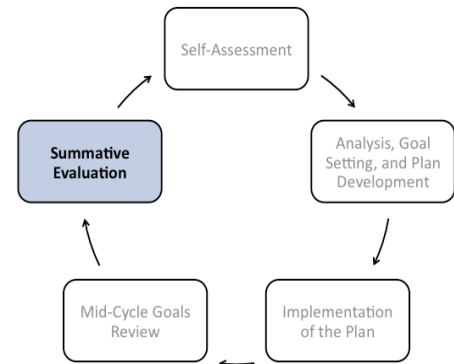 Self-Assessment
Analysis, Goal
Setting, and Plan
Development
Implementation
of the Plan
Mid-Cycle Goals
Review
Summative
Evaluation